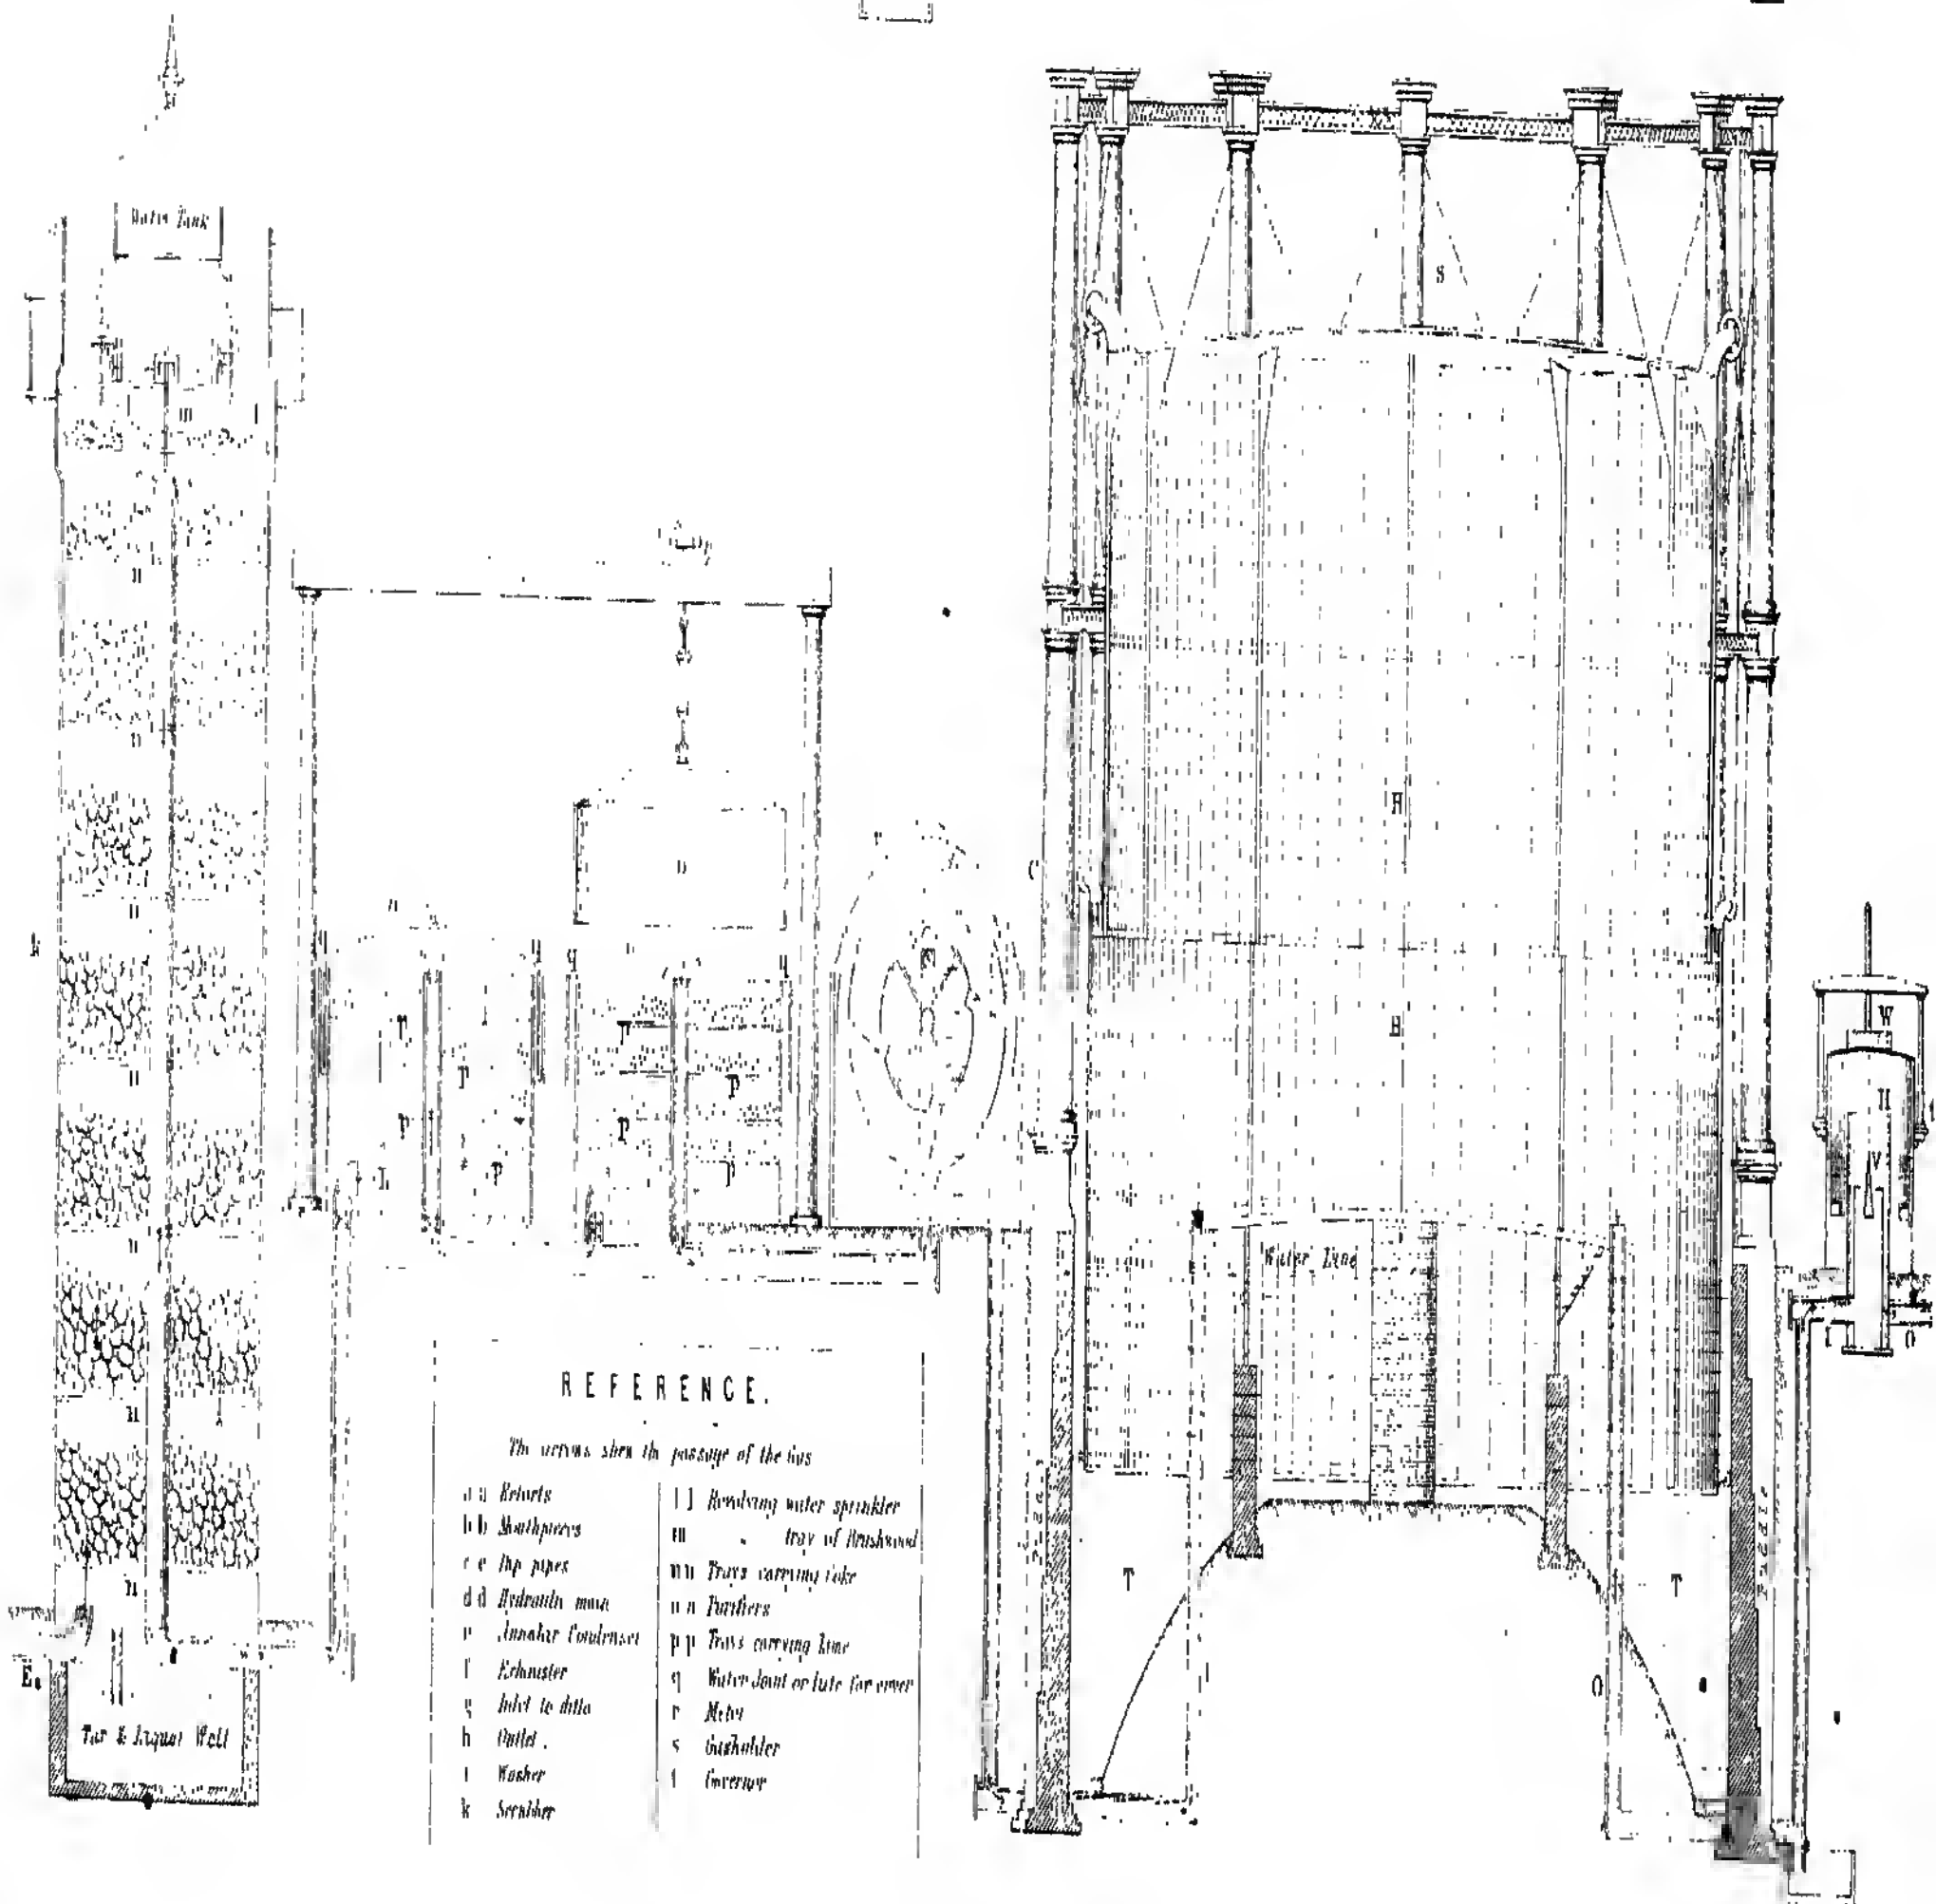 Water Tank
Water Line
Tar & Liquor Well
REFERENCE.
The arrows shew the passage of the Gas
a a Retorts
b b Mouthpieces
c c Dip pipes
d d Hydraulic main
e Annular Condenser
f Exhauster
g Inlet to ditto
h Outlet "
i Washer
k Scrubber
l l Revolving water sprinkler
m " tray of Brushwood
n n Trays carrying Coke
o o Purifiers
p p Trays carrying Lime
q Water Joint or lute for cover
r Meter
s Gasholder
t Governor
m
n
k
p
p
p
p
p
p
q
q
S
C
H
H
W
H
V
T
T
I
O
I
O